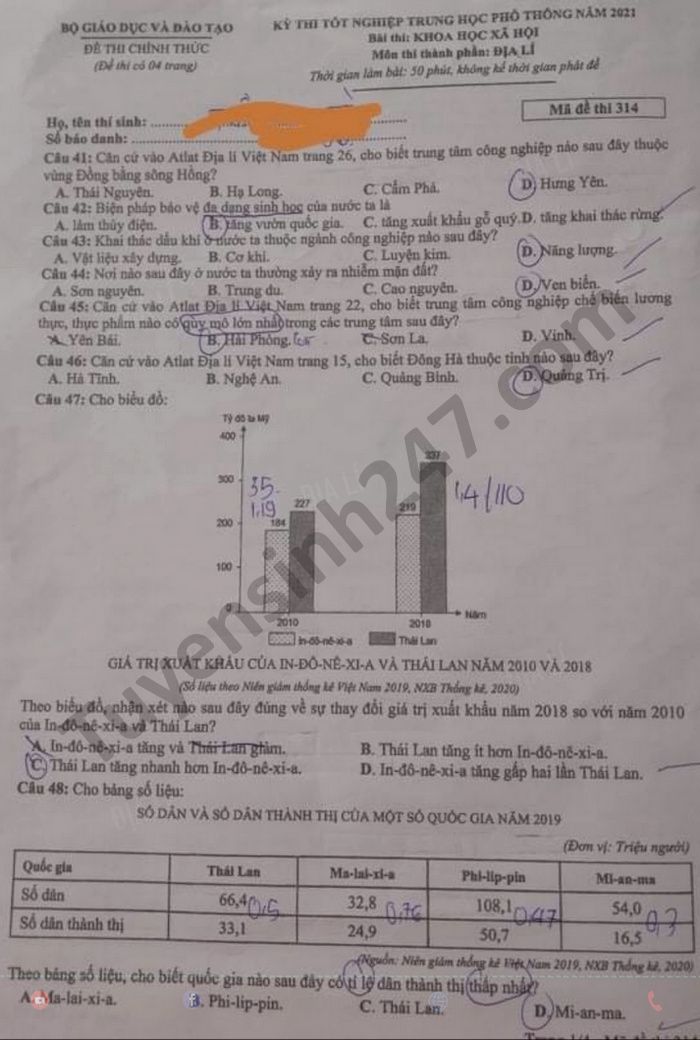 BỘ GIÁO DỤC VÀ ĐÀO TẠO
ĐỀ THI CHÍNH THỨC
(Đề thi có 04 trang)
KỲ THI TỐT NGHIỆP TRUNG HỌC PHỔ THÔNG NĂM 2021
Bài thi: KHOA HỌC XÃ HỘI
Môn thi thành phần: ĐỊA LÍ
Thời gian làm bài: 50 phút, không kể thời gian phát đề
Họ, tên thí sinh:
Số báo danh:
Mã đề thi 314
Câu 41: Căn cứ vào Atlat Địa lí Việt Nam trang 26, cho biết trung tâm công nghiệp nào sau đây thuộc
vùng Đồng bằng sông Hồng?
A. Thái Nguyên. B. Hạ Long. C. Cẩm Phả. D. Hưng Yên.
Câu 42: Biện pháp bảo vệ đa dạng sinh học của nước ta là
A. làm thủy điện. B. tăng vườn quốc gia. C. tăng xuất khẩu gỗ quý. D. tăng khai thác rừng.
Câu 43: Khai thác dầu khí ở nước ta thuộc ngành công nghiệp nào sau đây?
A. Vật liệu xây dựng. B. Cơ khí. C. Luyện kim. D. Năng lượng.
Câu 44: Nơi nào sau đây ở nước ta thường xảy ra nhiễm mặn đất?
A. Sơn nguyên. B. Trung du. C. Cao nguyên. D. Ven biển.
Câu 45: Căn cứ vào Atlat Địa lí Việt Nam trang 22, cho biết trung tâm công nghiệp chế biến lương
thực, thực phẩm nào có quy mô lớn nhất trong các trung tâm sau đây?
A. Yên Bái. B. Hải Phòng. C. Sơn La. D. Vinh.
Câu 46: Căn cứ vào Atlat Địa lí Việt Nam trang 15, cho biết Đông Hà thuộc tỉnh nào sau đây?
A. Hà Tĩnh. B. Nghệ An. C. Quảng Bình. D. Quảng Trị.
Câu 47: Cho biểu đồ:
Tỷ đô la Mỹ
400
300
200
100
0
35
1,19
184
227
219
337
1,4/110
2010
2018
Năm
In-đô-nê-xi-a Thái Lan
GIÁ TRỊ XUẤT KHẨU CỦA IN-ĐÔ-NÊ-XI-A VÀ THÁI LAN NĂM 2010 VÀ 2018
(Số liệu theo Niên giám thống kê Việt Nam 2019, NXB Thống kê, 2020)
Theo biểu đồ, nhận xét nào sau đây đúng về sự thay đổi giá trị xuất khẩu năm 2018 so với năm 2010
của In-đô-nê-xi-a và Thái Lan?
A. In-đô-nê-xi-a tăng và Thái Lan giảm. B. Thái Lan tăng ít hơn In-đô-nê-xi-a.
C. Thái Lan tăng nhanh hơn In-đô-nê-xi-a. D. In-đô-nê-xi-a tăng gấp hai lần Thái Lan.
Câu 48: Cho bảng số liệu:
SỐ DÂN VÀ SỐ DÂN THÀNH THỊ CỦA MỘT SỐ QUỐC GIA NĂM 2019
(Đơn vị: Triệu người)
Quốc gia Thái Lan Ma-lai-xi-a Phi-lip-pin Mi-an-ma
Số dân 66,4 32,8 108,1 54,0
0,5 0,76 0,47 0,3
Số dân thành thị 33,1 24,9 50,7 16,5
(Nguồn: Niên giám thống kê Việt Nam 2019, NXB Thống kê, 2020)
Theo bảng số liệu, cho biết quốc gia nào sau đây có tỉ lệ dân thành thị thấp nhất?
A. Ma-lai-xi-a. B. Phi-lip-pin. C. Thái Lan. D. Mi-an-ma.
Tuyensinh247.com